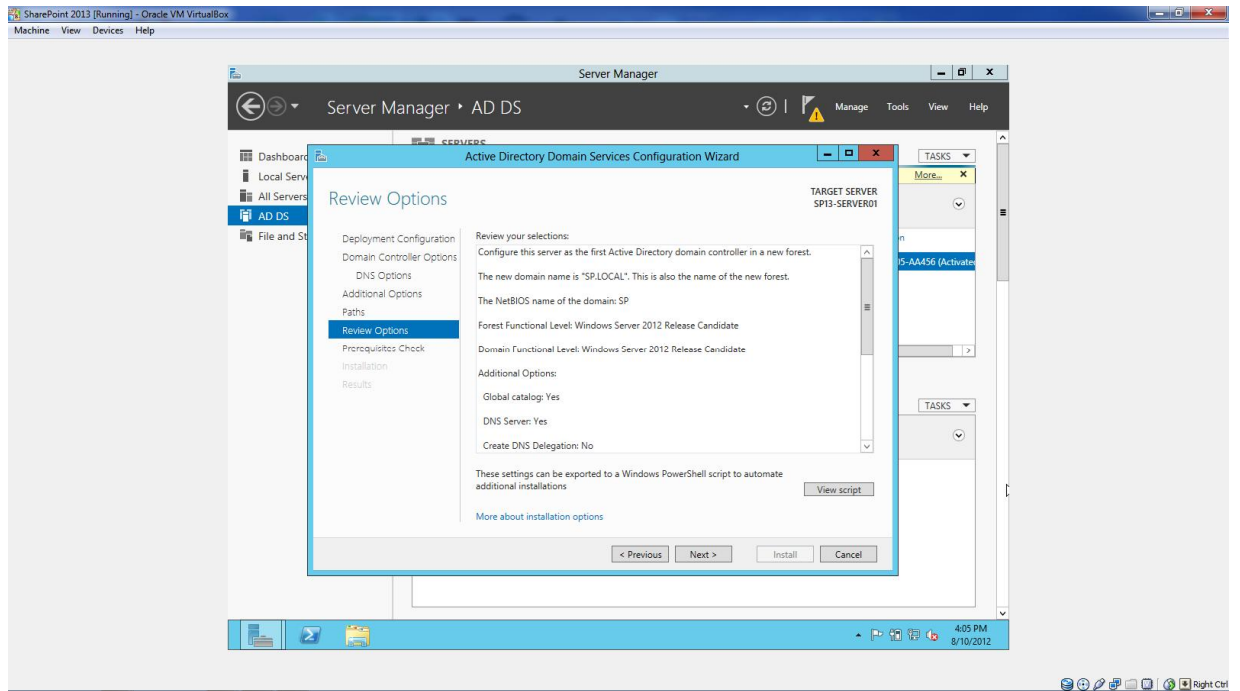 SharePoint 2013 [Running] - Oracle VM VirtualBox
Machine View Devices Help
Server Manager
Server Manager ‣ AD DS
Manage Tools View Help
Dashboard
Local Serv
All Servers
AD DS
File and St
SERVERS
TASKS
More...
Active Directory Domain Services Configuration Wizard
Review Options
TARGET SERVER
SP13-SERVER01
Deployment Configuration
Domain Controller Options
DNS Options
Additional Options
Paths
Review Options
Prerequisites Check
Installation
Results
Review your selections:
Configure this server as the first Active Directory domain controller in a new forest.
The new domain name is "SP.LOCAL". This is also the name of the new forest.
The NetBIOS name of the domain: SP
Forest Functional Level: Windows Server 2012 Release Candidate
Domain Functional Level: Windows Server 2012 Release Candidate
Additional Options:
Global catalog: Yes
DNS Server: Yes
Create DNS Delegation: No
These settings can be exported to a Windows PowerShell script to automate
additional installations
View script
More about installation options
< Previous Next > Install Cancel
-AA456 (Activated
TASKS
4:05 PM
8/10/2012
Right Ctrl